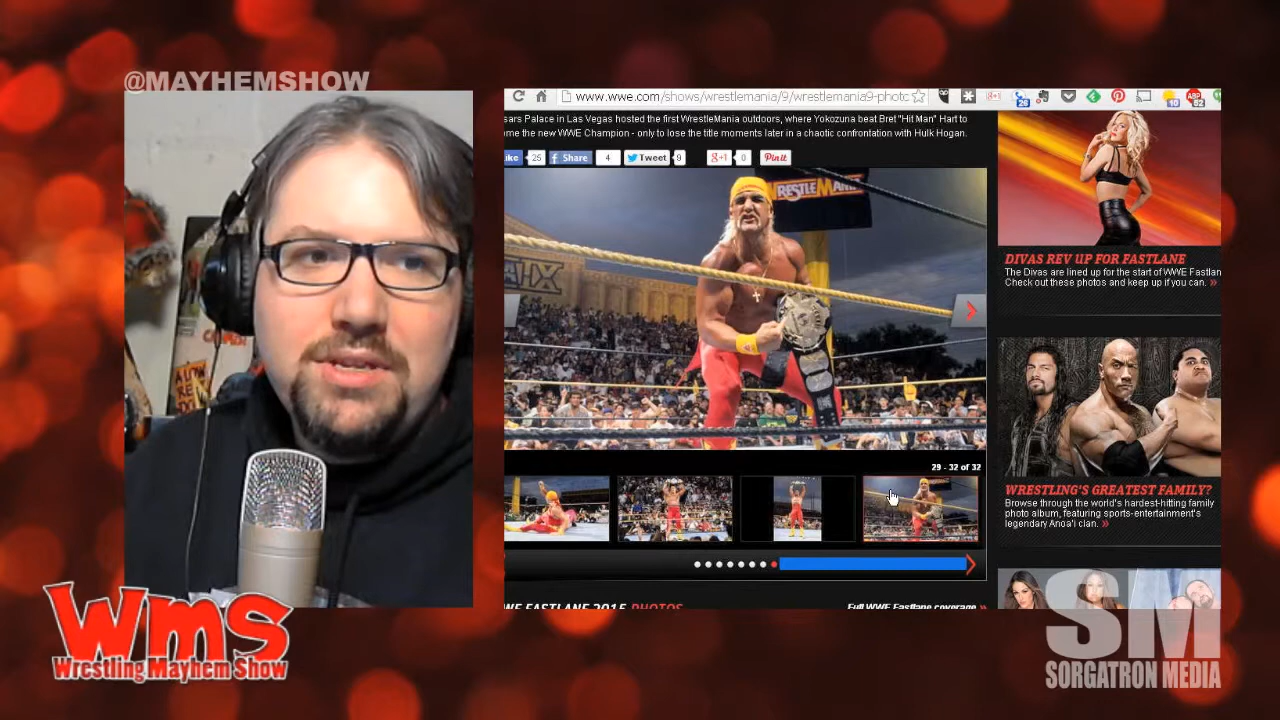 @MAYHEMSHOW
www.wwe.com/shows/wrestlemania/9/wrestlemania9-photo
sars Palace in Las Vegas hosted the first WrestleMania outdoors, where Yokozuna beat Bret "Hit Man" Hart to
ome the new WWE Champion - only to lose the title moments later in a chaotic confrontation with Hulk Hogan.
ike 25 Share 4 Tweet 9 g+1 0 Pin it
WRESTLEMANIA
DIVAS REV UP FOR FASTLANE
The Divas are lined up for the start of WWE Fastlan
Check out these photos and keep up if you can. »
29 - 32 of 32
WRESTLING'S GREATEST FAMILY?
Browse through the world's hardest-hitting family
photo album, featuring sports-entertainment's
legendary Anoa'i clan. »
WE FASTLANE 2015 PHOTOS
Full WWE Fastlane coverage »
wms
Wrestling Mayhem Show
SM
SORGATRON MEDIA